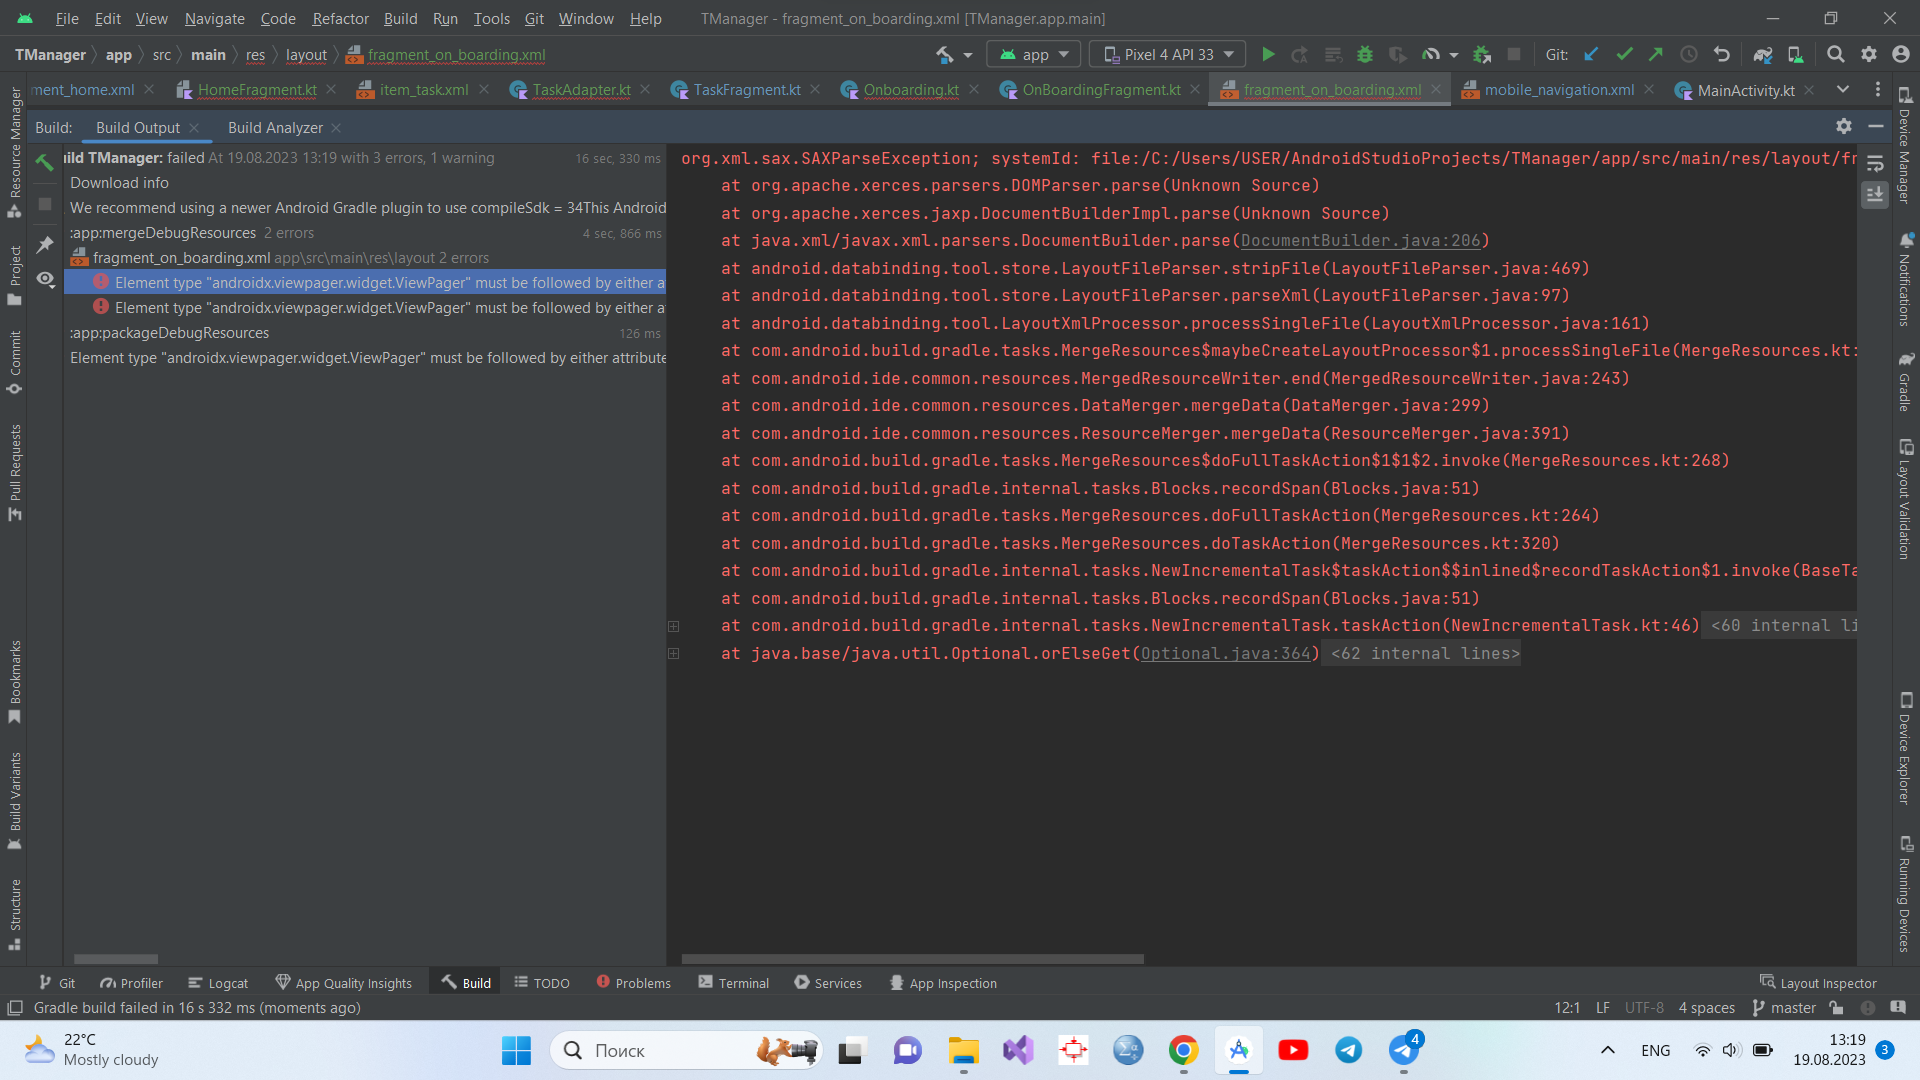 File Edit View Navigate Code Refactor Build Run Tools Git Window Help TManager - fragment_on_boarding.xml [TManager.app.main]
TManager app src main res layout fragment_on_boarding.xml app Pixel 4 API 33 Git:
ment_home.xml HomeFragment.kt item_task.xml TaskAdapter.kt TaskFragment.kt Onboarding.kt OnBoardingFragment.kt fragment_on_boarding.xml mobile_navigation.xml MainActivity.kt
Build: Build Output Build Analyzer
uild TManager: failed At 19.08.2023 13:19 with 3 errors, 1 warning 16 sec, 330 ms
Download info
We recommend using a newer Android Gradle plugin to use compileSdk = 34This Android
:app:mergeDebugResources 2 errors 4 sec, 866 ms
fragment_on_boarding.xml app\src\main\res\layout 2 errors
Element type "androidx.viewpager.widget.ViewPager" must be followed by either a
Element type "androidx.viewpager.widget.ViewPager" must be followed by either a
:app:packageDebugResources 126 ms
Element type "androidx.viewpager.widget.ViewPager" must be followed by either attribute
org.xml.sax.SAXParseException; systemId: file:/C:/Users/USER/AndroidStudioProjects/TManager/app/src/main/res/layout/fr
at org.apache.xerces.parsers.DOMParser.parse(Unknown Source)
at org.apache.xerces.jaxp.DocumentBuilderImpl.parse(Unknown Source)
at java.xml/javax.xml.parsers.DocumentBuilder.parse(DocumentBuilder.java:206)
at android.databinding.tool.store.LayoutFileParser.stripFile(LayoutFileParser.java:469)
at android.databinding.tool.store.LayoutFileParser.parseXml(LayoutFileParser.java:97)
at android.databinding.tool.LayoutXmlProcessor.processSingleFile(LayoutXmlProcessor.java:161)
at com.android.build.gradle.tasks.MergeResources$maybeCreateLayoutProcessor$1.processSingleFile(MergeResources.kt:
at com.android.ide.common.resources.MergedResourceWriter.end(MergedResourceWriter.java:243)
at com.android.ide.common.resources.DataMerger.mergeData(DataMerger.java:299)
at com.android.ide.common.resources.ResourceMerger.mergeData(ResourceMerger.java:391)
at com.android.build.gradle.tasks.MergeResources$doFullTaskAction$1$1$2.invoke(MergeResources.kt:268)
at com.android.build.gradle.internal.tasks.Blocks.recordSpan(Blocks.java:51)
at com.android.build.gradle.tasks.MergeResources.doFullTaskAction(MergeResources.kt:264)
at com.android.build.gradle.tasks.MergeResources.doTaskAction(MergeResources.kt:320)
at com.android.build.gradle.internal.tasks.NewIncrementalTask$taskAction$$inlined$recordTaskAction$1.invoke(BaseTa
at com.android.build.gradle.internal.tasks.Blocks.recordSpan(Blocks.java:51)
at com.android.build.gradle.internal.tasks.NewIncrementalTask.taskAction(NewIncrementalTask.kt:46) <60 internal li
at java.base/java.util.Optional.orElseGet(Optional.java:364) <62 internal lines>
Resource Manager
Project
Commit
Pull Requests
Bookmarks
Build Variants
Structure
Device Manager
Notifications
Gradle
Layout Validation
Device Explorer
Running Devices
Git Profiler Logcat App Quality Insights Build TODO Problems Terminal Services App Inspection Layout Inspector
Gradle build failed in 16 s 332 ms (moments ago) 12:1 LF UTF-8 4 spaces master
22°C
Mostly cloudy
Поиск
4
ENG
13:19
19.08.2023
3